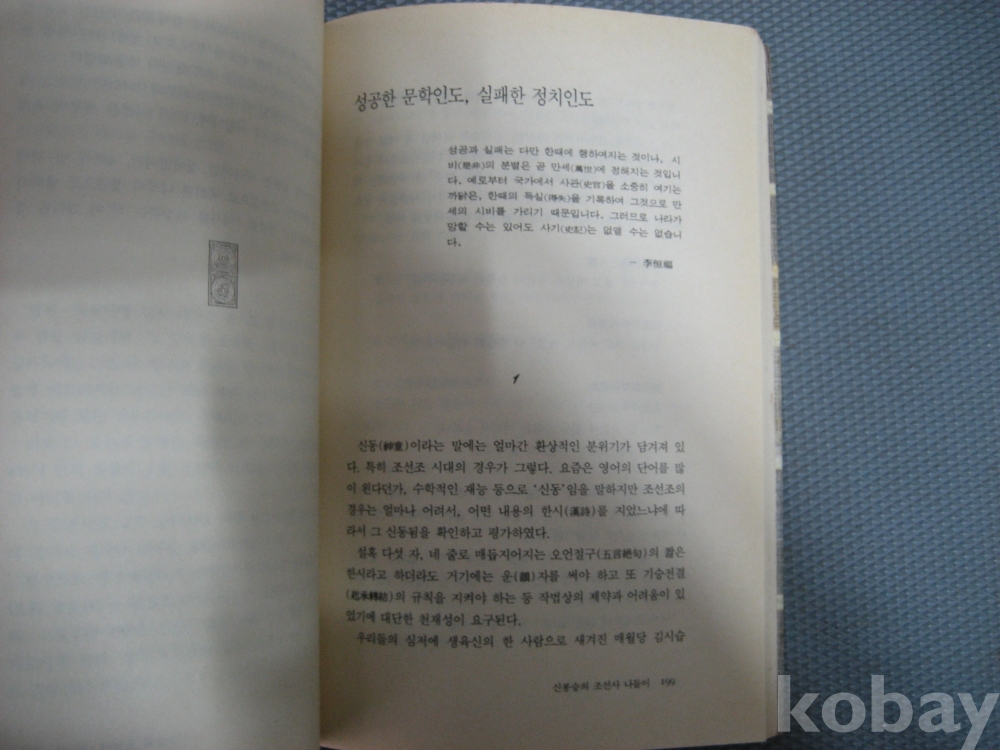 성공한 문학인도, 실패한 정치인도
성공과 실패는 다만 한때에 행하여지는 것이나, 시
비(是非)의 분별은 곧 만세(萬世)에 정해지는 것입니
다. 예로부터 국가에서 사관(史官)을 소중히 여기는
까닭은, 한때의 득실(得失)을 기록하여 그것으로 만
세의 시비를 가리기 때문입니다. 그러므로 나라가
망할 수는 있어도 사기(史記)는 없앨 수는 없습니
다.
— 李恒福
1
신동(神童)이라는 말에는 얼마간 환상적인 분위기가 담겨져 있
다. 특히 조선조 시대의 경우가 그렇다. 요즘은 영어의 단어를 많
이 왼다던가, 수학적인 재능 등으로 '신동'임을 말하지만 조선조의
경우는 얼마나 어려서, 어떤 내용의 한시(漢詩)를 지었느냐에 따
라서 그 신동됨을 확인하고 평가하였다.
설혹 다섯 자, 네 줄로 매듭지어지는 오언절구(五言絶句)의 짧은
한시라고 하더라도 거기에는 운(韻)자를 써야 하고 또 기승전결
(起承轉結)의 규칙을 지켜야 하는 등 작법상의 제약과 어려움이 있
었기에 대단한 천재성이 요구된다.
우리들의 심저에 생육신의 한 사람으로 새겨진 매월당 김시습
신봉승의 조선사 나들이 199
kobay